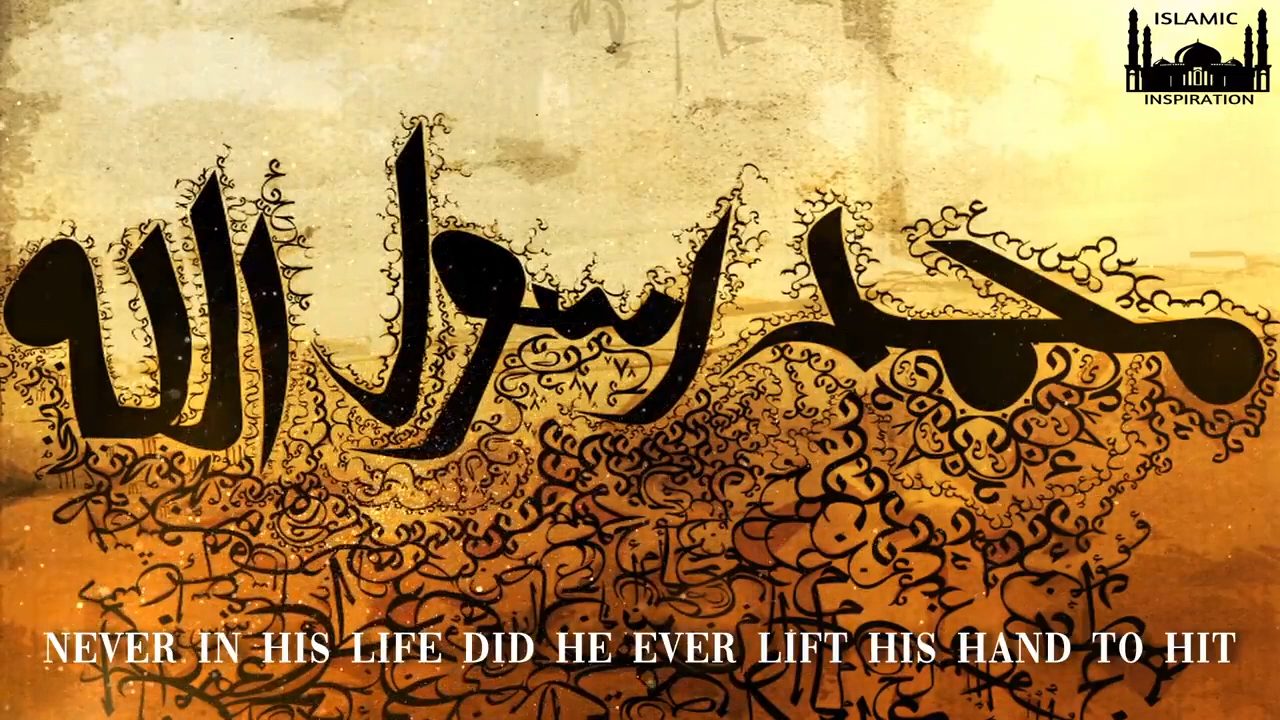 ISLAMIC
INSPIRATION
محمد رسول الله
NEVER IN HIS LIFE DID HE EVER LIFT HIS HAND TO HIT